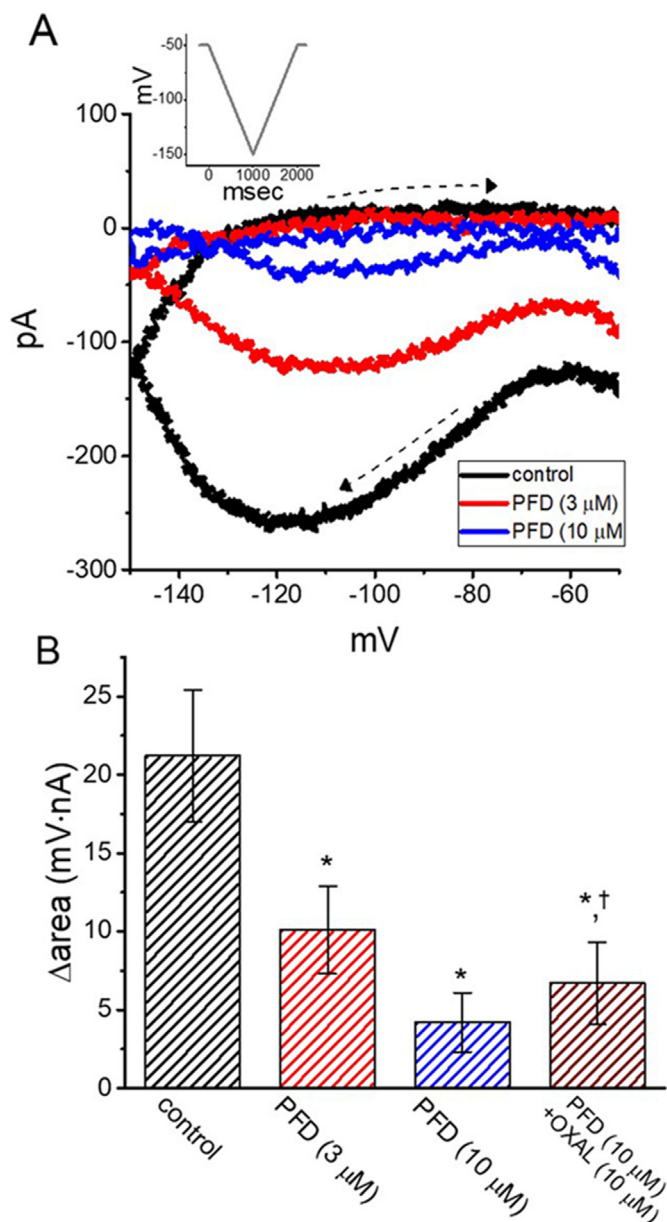 A
-50
-100
-150
mV
0 1000 2000
msec
100
0
-100
-200
-300
pA
control
PFD (3 μM)
PFD (10 μM
-140 -120 -100 -80 -60
mV
B
25
20
15
10
5
0
Δarea (mV·nA)
*
*
*,†
control
PFD (3 μM)
PFD (10 μM)
PFD (10 μM)
+OXAL (10 μM)